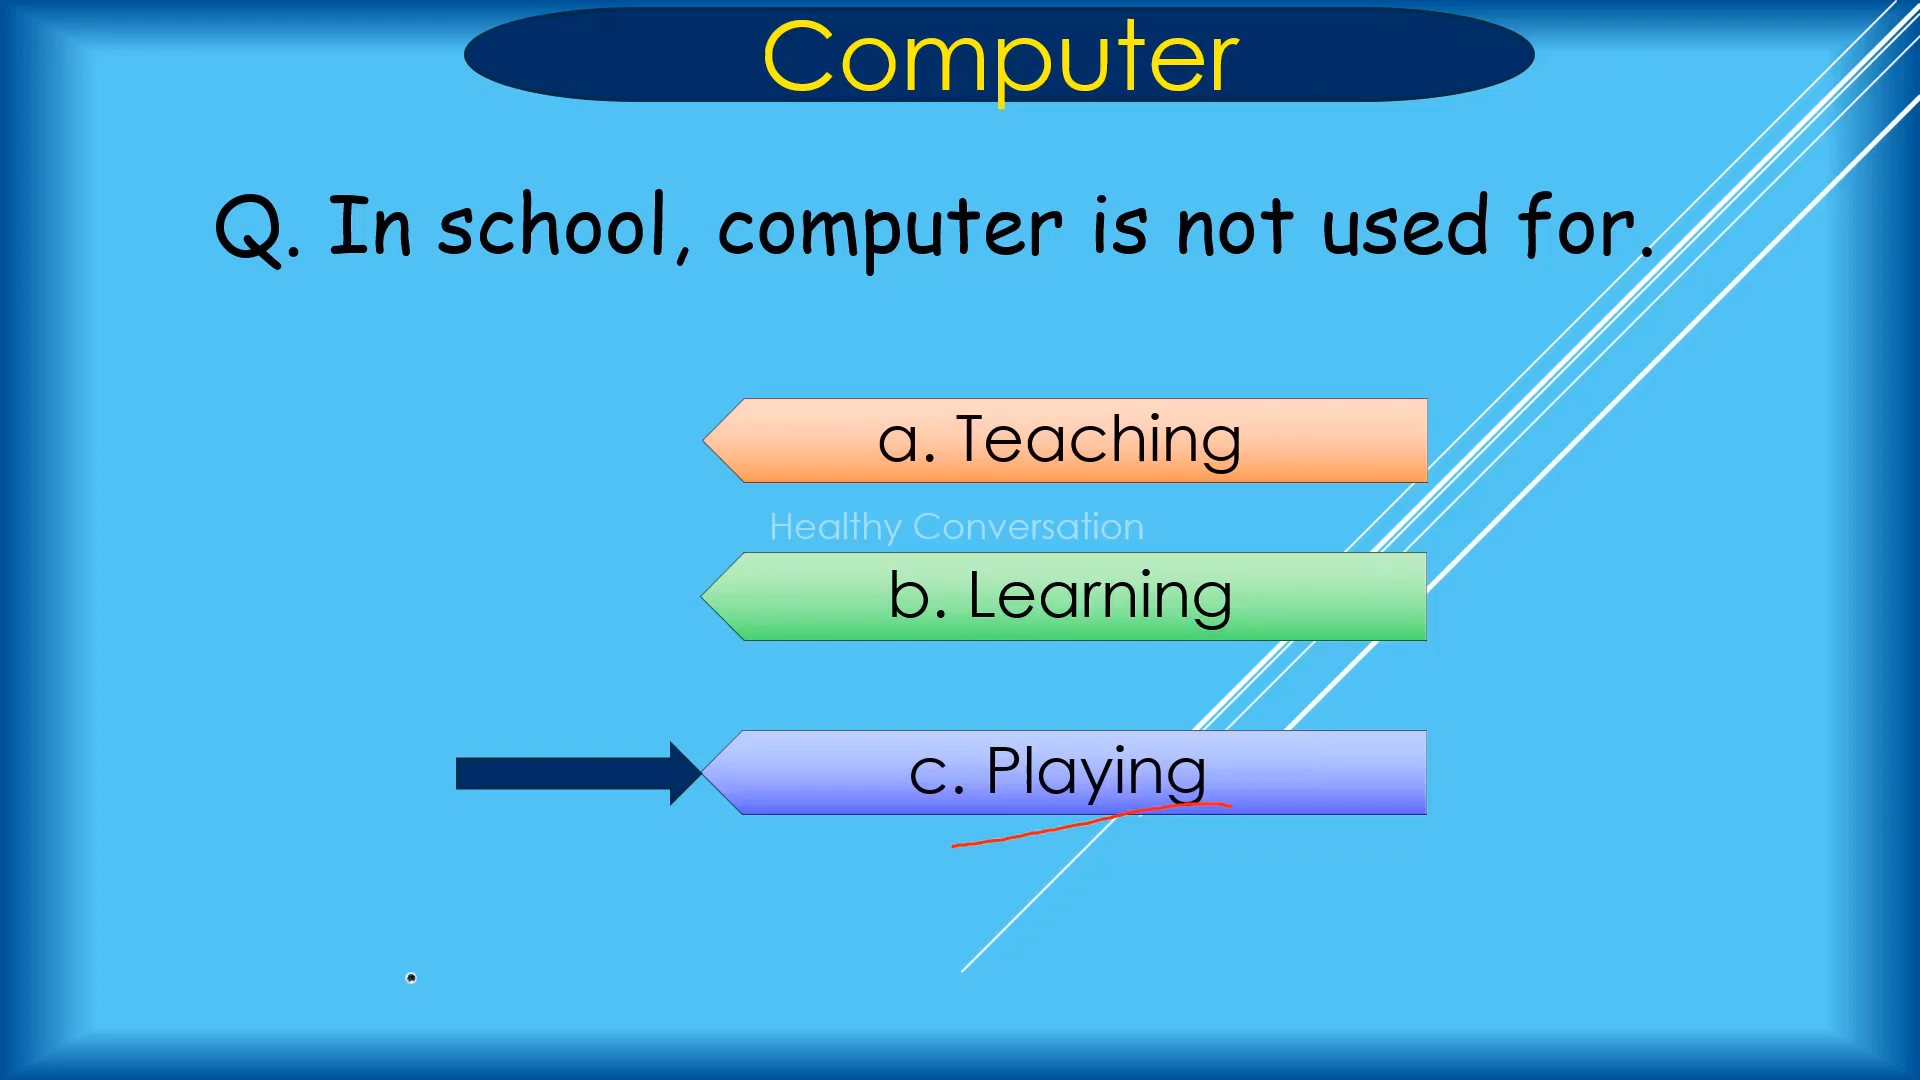 Computer
Q. In school, computer is not used for.
a. Teaching
Healthy Conversation
b. Learning
c. Playing